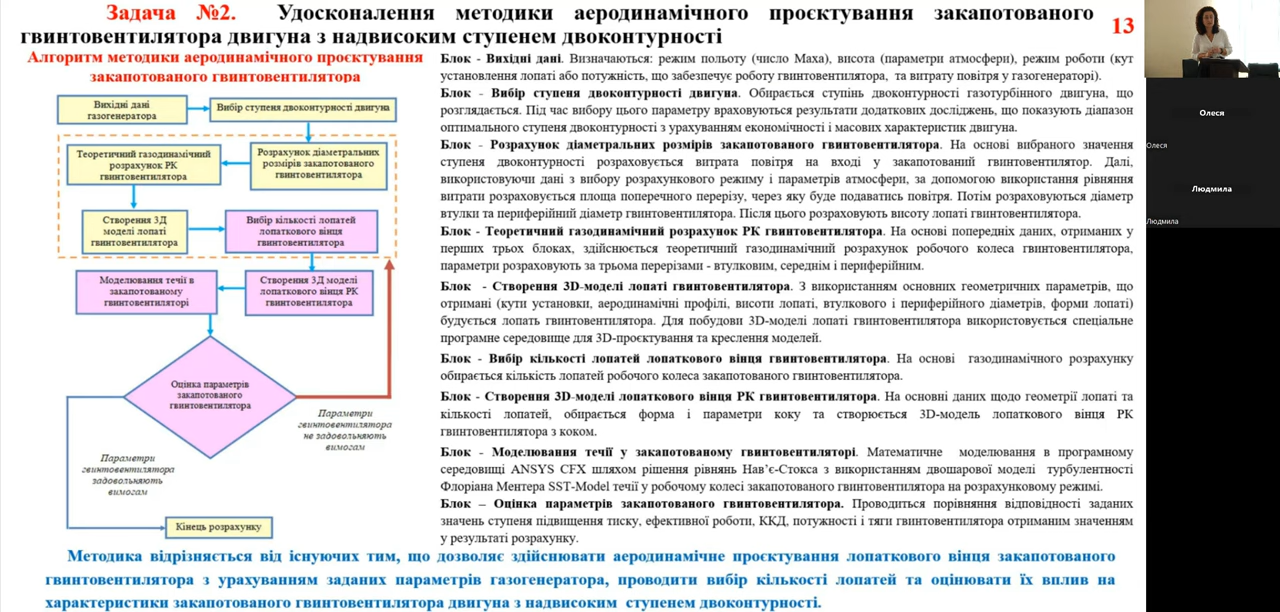 Задача №2. Удосконалення методики аеродинамічного проєктування закапотованого
гвинтовентилятора двигуна з надвисоким ступенем двоконтурності
13
Алгоритм методики аеродинамічного проєктування
закапотованого гвинтовентилятора
Вихідні дані
газогенератора
Вибір ступеня двоконтурності двигуна
Теоретичний газодинамічний
розрахунок РК
гвинтовентилятора
Розрахунок діаметральних
розмірів закапотованого
гвинтовентилятора
Створення 3Д
моделі лопаті
гвинтовентилятора
Вибір кількості лопатей
лопаткового вінця
гвинтовентилятора
Моделювання течії в
закапотованому
гвинтовентиляторі
Створення 3Д моделі
лопаткового вінця РК
гвинтовентилятора
Оцінка параметрів
закапотованого
гвинтовентилятора
Параметри
гвинтовентилятора
не задовольняють
вимогам
Параметри
гвинтовентилятора
задовольняють
вимогам
Кінець розрахунку
Блок - Вихідні дані. Визначаються: режим польоту (число Маха), висота (параметри атмосфери), режим роботи (кут
установлення лопаті або потужність, що забезпечує роботу гвинтовентилятора, та витрату повітря у газогенераторі).
Блок - Вибір ступеня двоконтурності двигуна. Обирається ступінь двоконтурності газотурбінного двигуна, що
розглядається. Під час вибору цього параметру враховуються результати додаткових досліджень, що показують діапазон
оптимального ступеня двоконтурності з урахуванням економічності і масових характеристик двигуна.
Блок - Розрахунок діаметральних розмірів закапотованого гвинтовентилятора. На основі вибраного значення
ступеня двоконтурності розраховується витрата повітря на вході у закапотований гвинтовентилятор. Далі,
використовуючи дані з вибору розрахункового режиму і параметрів атмосфери, за допомогою використання рівняння
витрати розраховується площа поперечного перерізу, через яку буде подаватись повітря. Потім розраховуються діаметр
втулки та периферійний діаметр гвинтовентилятора. Після цього розраховують висоту лопаті гвинтовентилятора.
Блок - Теоретичний газодинамічний розрахунок РК гвинтовентилятора. На основі попередніх даних, отриманих у
перших трьох блоках, здійснюється теоретичний газодинамічний розрахунок робочого колеса гвинтовентилятора,
параметри розраховують за трьома перерізами - втулковим, середнім і периферійним.
Блок - Створення 3D-моделі лопаті гвинтовентилятора. З використанням основних геометричних параметрів, що
отримані (кути установки, аеродинамічні профілі, висоти лопаті, втулкового і периферійного діаметрів, форми лопаті)
будується лопать гвинтовентилятора. Для побудови 3D-моделі лопаті гвинтовентилятора використовується спеціальне
програмне середовище для 3D-проєктування та креслення моделей.
Блок - Вибір кількості лопатей лопаткового вінця гвинтовентилятора. На основі газодинамічного розрахунку
обирається кількість лопатей робочого колеса закапотованого гвинтовентилятора.
Блок - Створення 3D-моделі лопаткового вінця РК гвинтовентилятора. На основні даних щодо геометрії лопаті та
кількості лопатей, обирається форма і параметри коку та створюється 3D-модель лопаткового вінця РК
гвинтовентилятора з коком.
Блок - Моделювання течії у закапотованому гвинтовентиляторі. Математичне моделювання в програмному
середовищі ANSYS CFX шляхом рішення рівнянь Нав’є-Стокса з використанням двошарової моделі турбулентності
Флоріана Ментера SST-Model течії у робочому колесі закапотованого гвинтовентилятора на розрахунковому режимі.
Блок – Оцінка параметрів закапотованого гвинтовентилятора. Проводиться порівняння відповідності заданих
значень ступеня підвищення тиску, ефективної роботи, ККД, потужності і тяги гвинтовентилятора отриманим значенням
у результаті розрахунку.
Методика відрізняється від існуючих тим, що дозволяє здійснювати аеродинамічне проєктування лопаткового вінця закапотованого
гвинтовентилятора з урахуванням заданих параметрів газогенератора, проводити вибір кількості лопатей та оцінювати їх вплив на
характеристики закапотованого гвинтовентилятора двигуна з надвисоким ступенем двоконтурності.
Олеся
Олеся
Людмила
Людмила